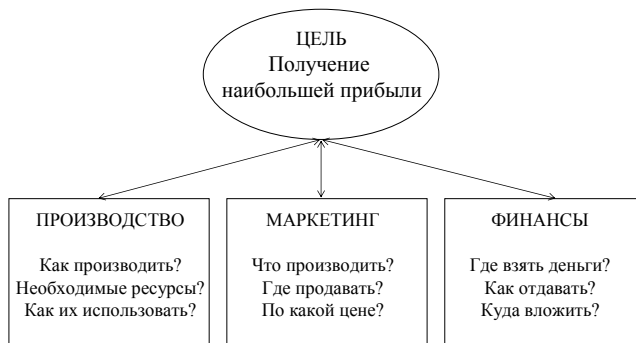 ЦЕЛЬ
Получение
наибольшей прибыли
ПРОИЗВОДСТВО
Как производить?
Необходимые ресурсы?
Как их использовать?
МАРКЕТИНГ
Что производить?
Где продавать?
По какой цене?
ФИНАНСЫ
Где взять деньги?
Как отдавать?
Куда вложить?